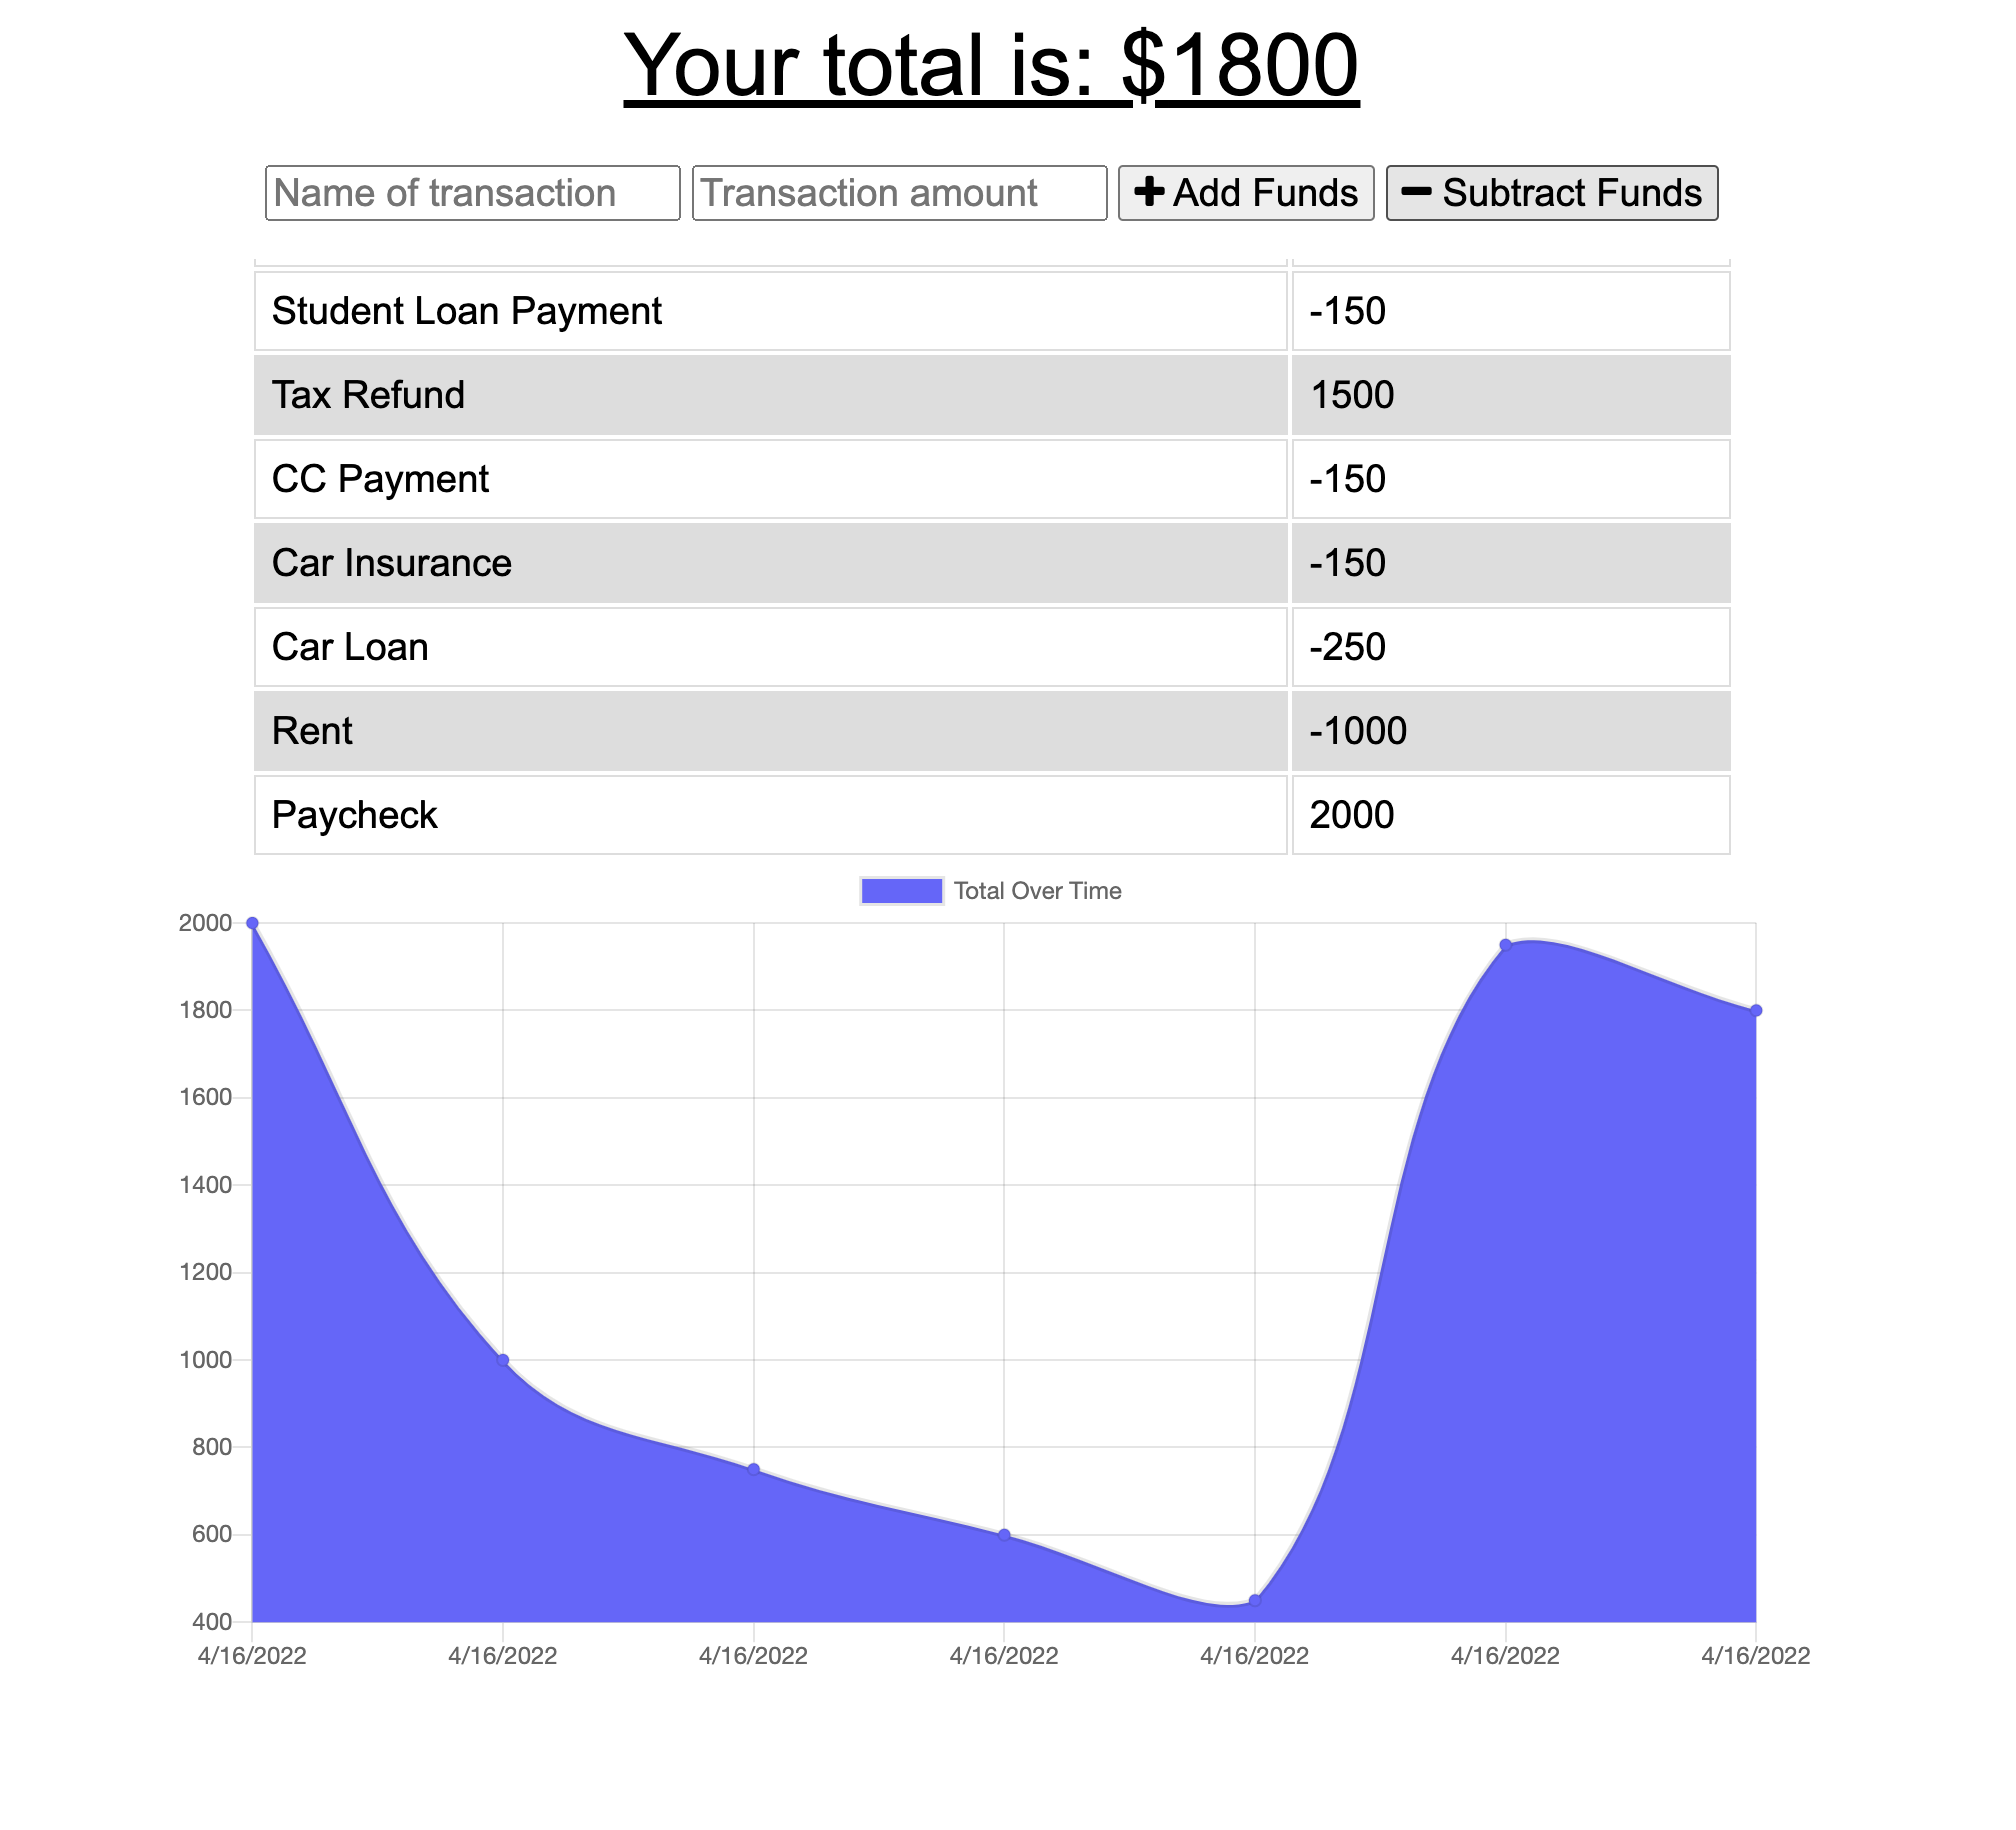 Your total is: $1800
Name of transaction Transaction amount Add Funds Subtract Funds
Student Loan Payment -150
Tax Refund 1500
CC Payment -150
Car Insurance -150
Car Loan -250
Rent -1000
Paycheck 2000
Total Over Time
2000
1800
1600
1400
1200
1000
800
600
400
4/16/2022 4/16/2022 4/16/2022 4/16/2022 4/16/2022 4/16/2022 4/16/2022